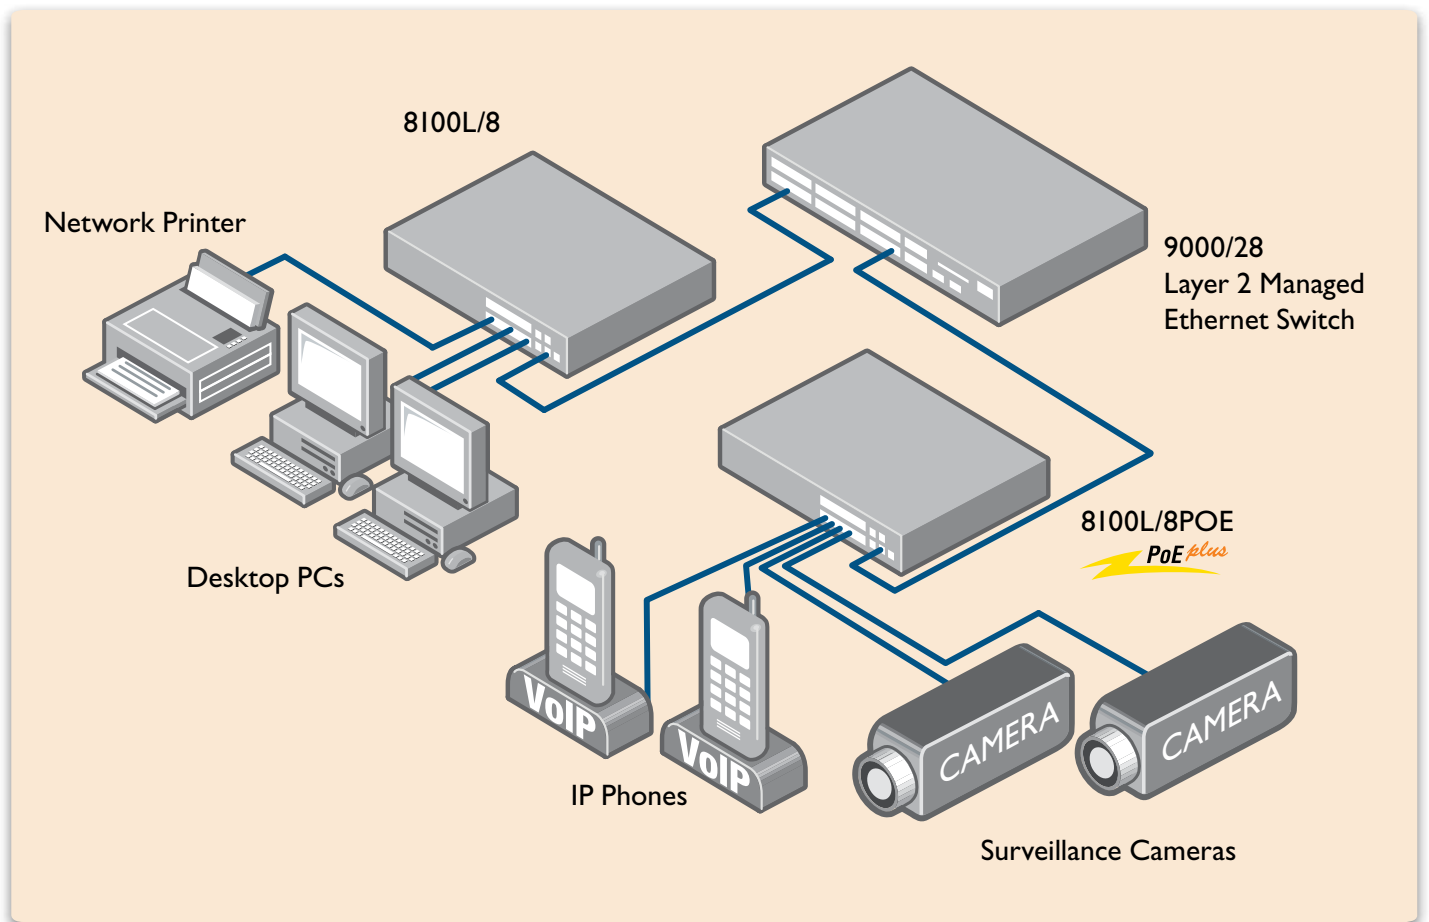 8100L/8
Network Printer
9000/28
Layer 2 Managed
Ethernet Switch
8100L/8POE
PoE plus
Desktop PCs
VoIP
VoIP
IP Phones
CAMERA
CAMERA
Surveillance Cameras